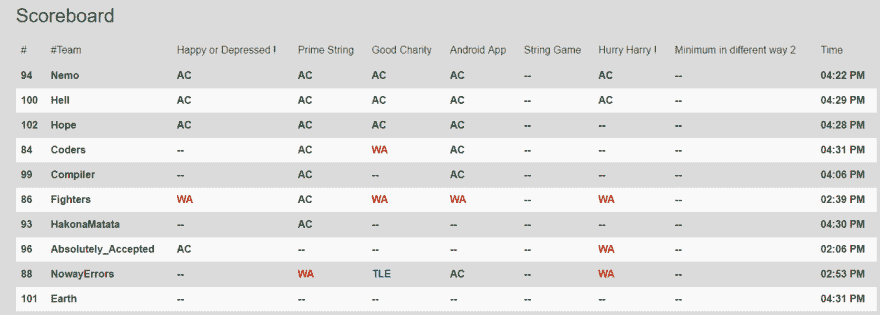 Scoreboard
# #Team Happy or Depressed ! Prime String Good Charity Android App String Game Hurry Harry ! Minimum in different way 2 Time
94 Nemo AC AC AC AC -- AC -- 04:22 PM
100 Hell AC AC AC AC -- AC -- 04:29 PM
102 Hope AC AC AC AC -- -- -- 04:28 PM
84 Coders -- AC WA AC -- -- -- 04:31 PM
99 Compiler -- AC -- AC -- -- -- 04:06 PM
86 Fighters WA AC WA WA -- WA -- 02:39 PM
93 HakonaMatata -- AC -- -- -- -- -- 04:30 PM
96 Absolutely_Accepted AC -- -- -- -- WA -- 02:06 PM
88 NowayErrors -- WA TLE AC -- WA -- 02:53 PM
101 Earth -- -- -- -- -- -- -- 04:31 PM